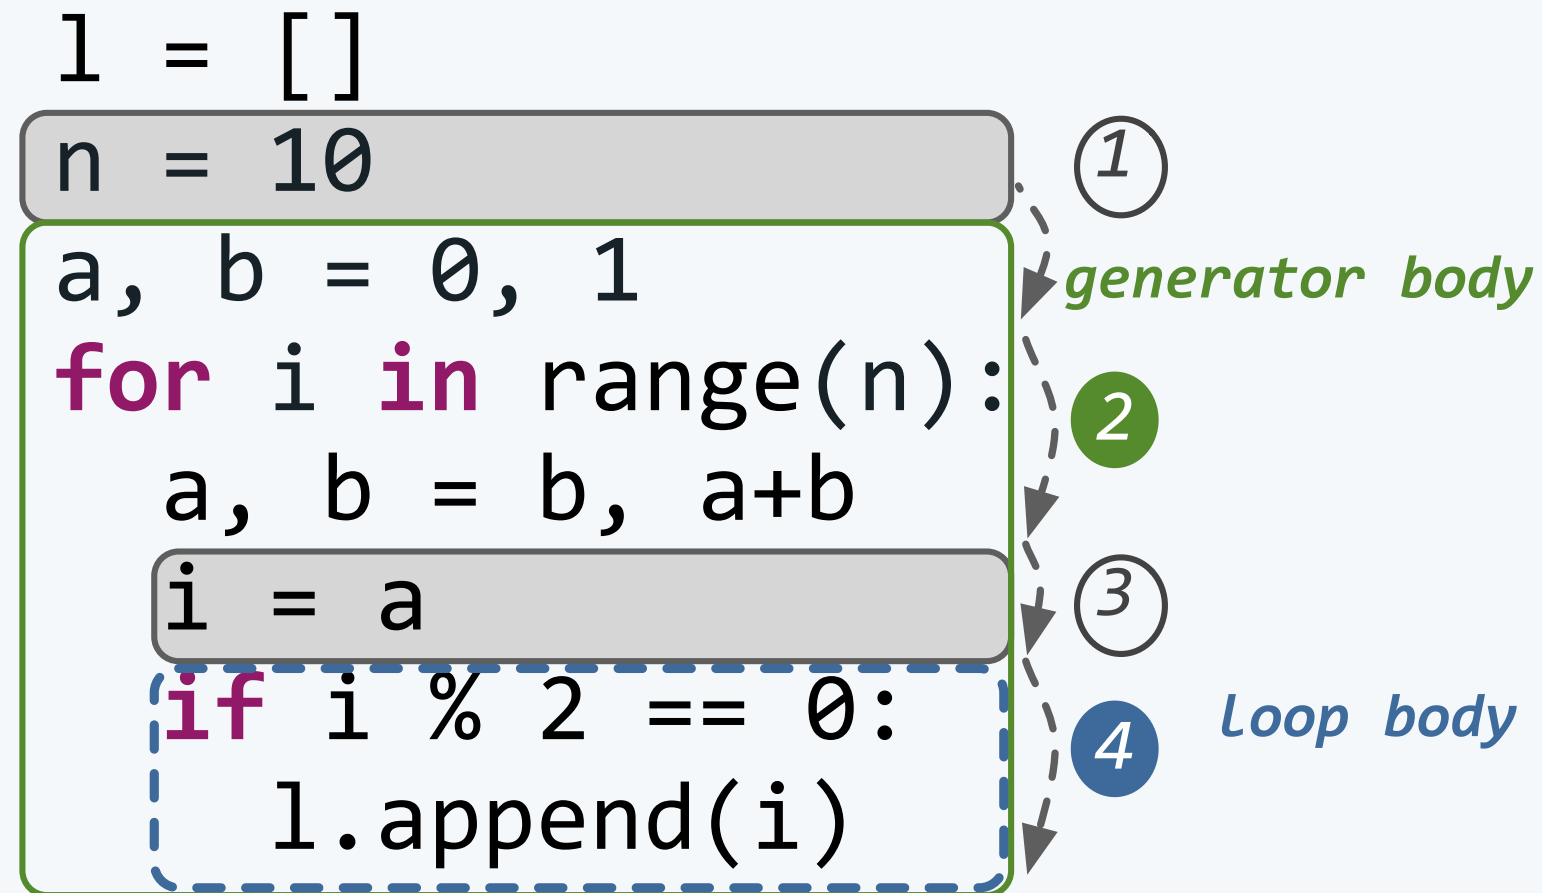 l = []
n = 10
1
a, b = 0, 1
generator body
for i in range(n):
2
a, b = b, a+b
i = a
3
if i % 2 == 0:
4
loop body
l.append(i)